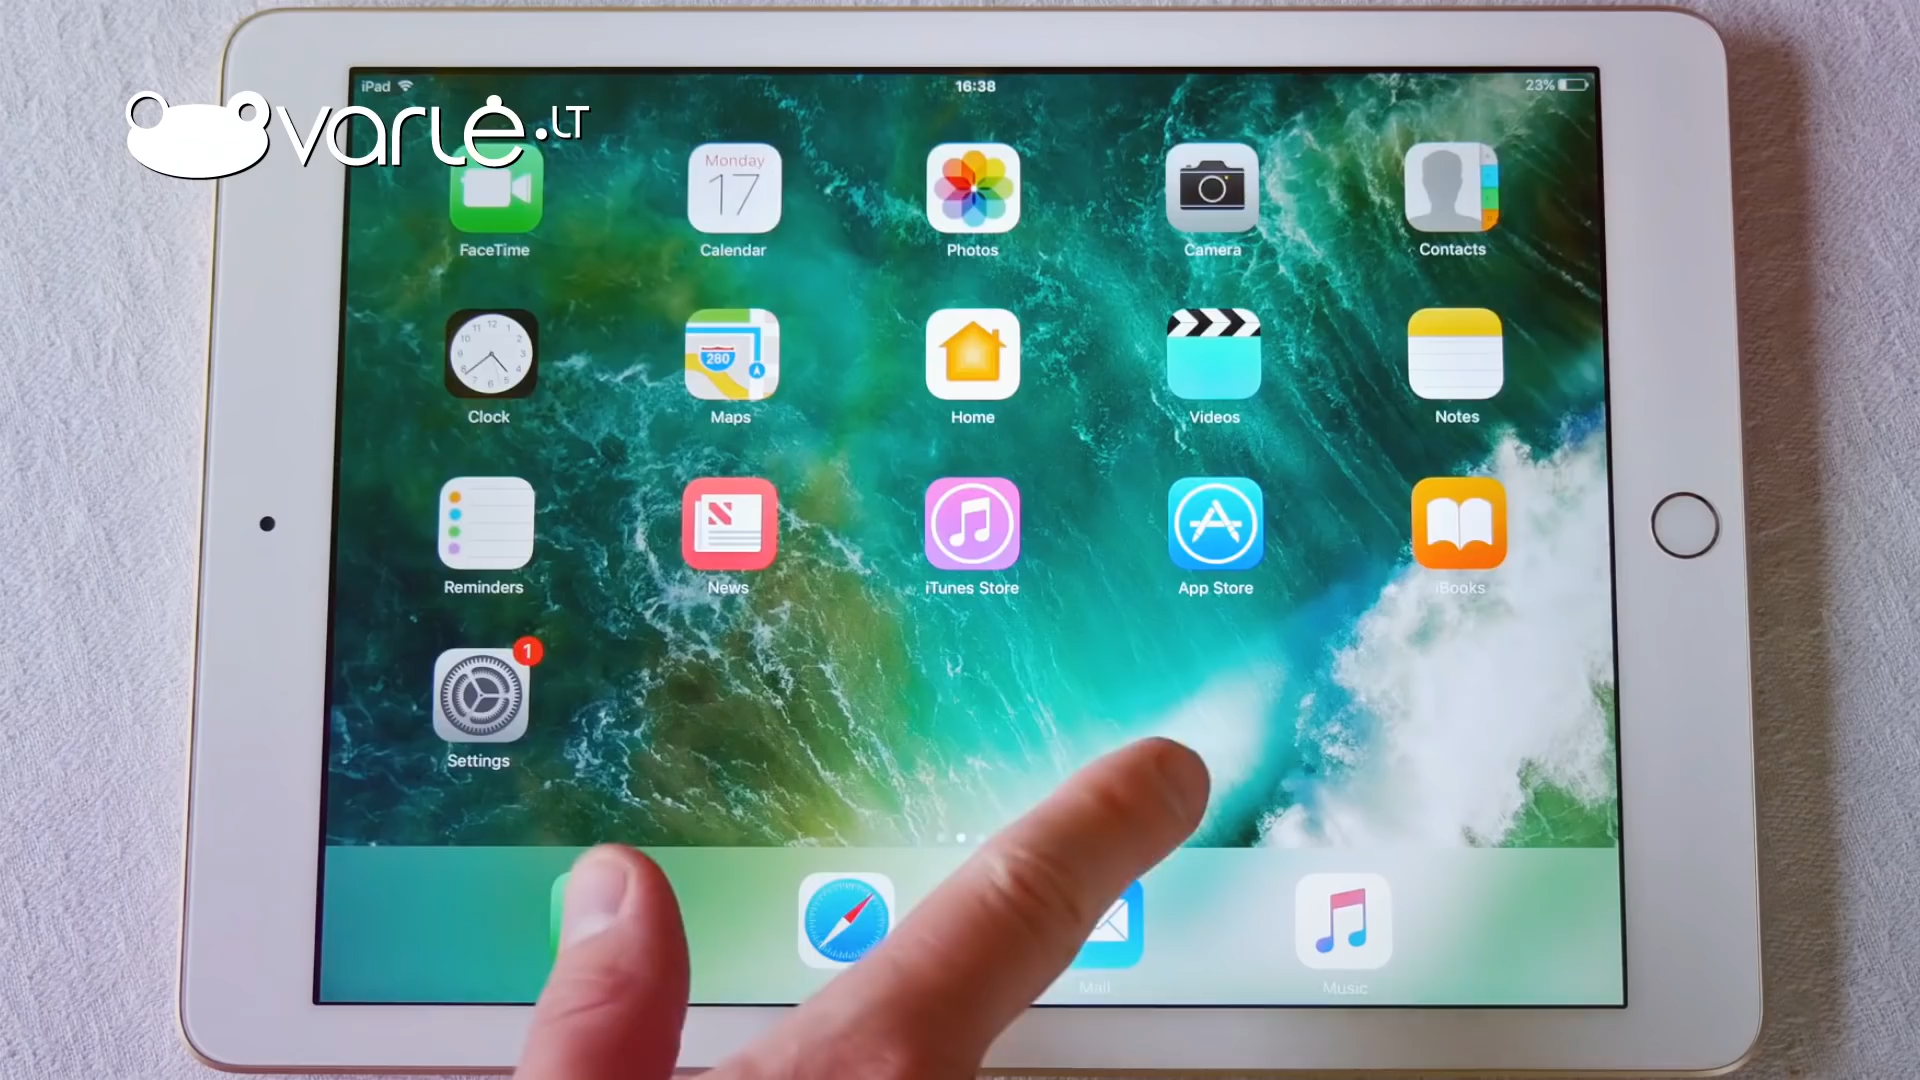 iPad 16:38 23%
varlė.LT
Monday
17
FaceTime Calendar Photos Camera Contacts
280
Clock Maps Home Videos Notes
Reminders News iTunes Store App Store iBooks
1
Settings
Mail Music